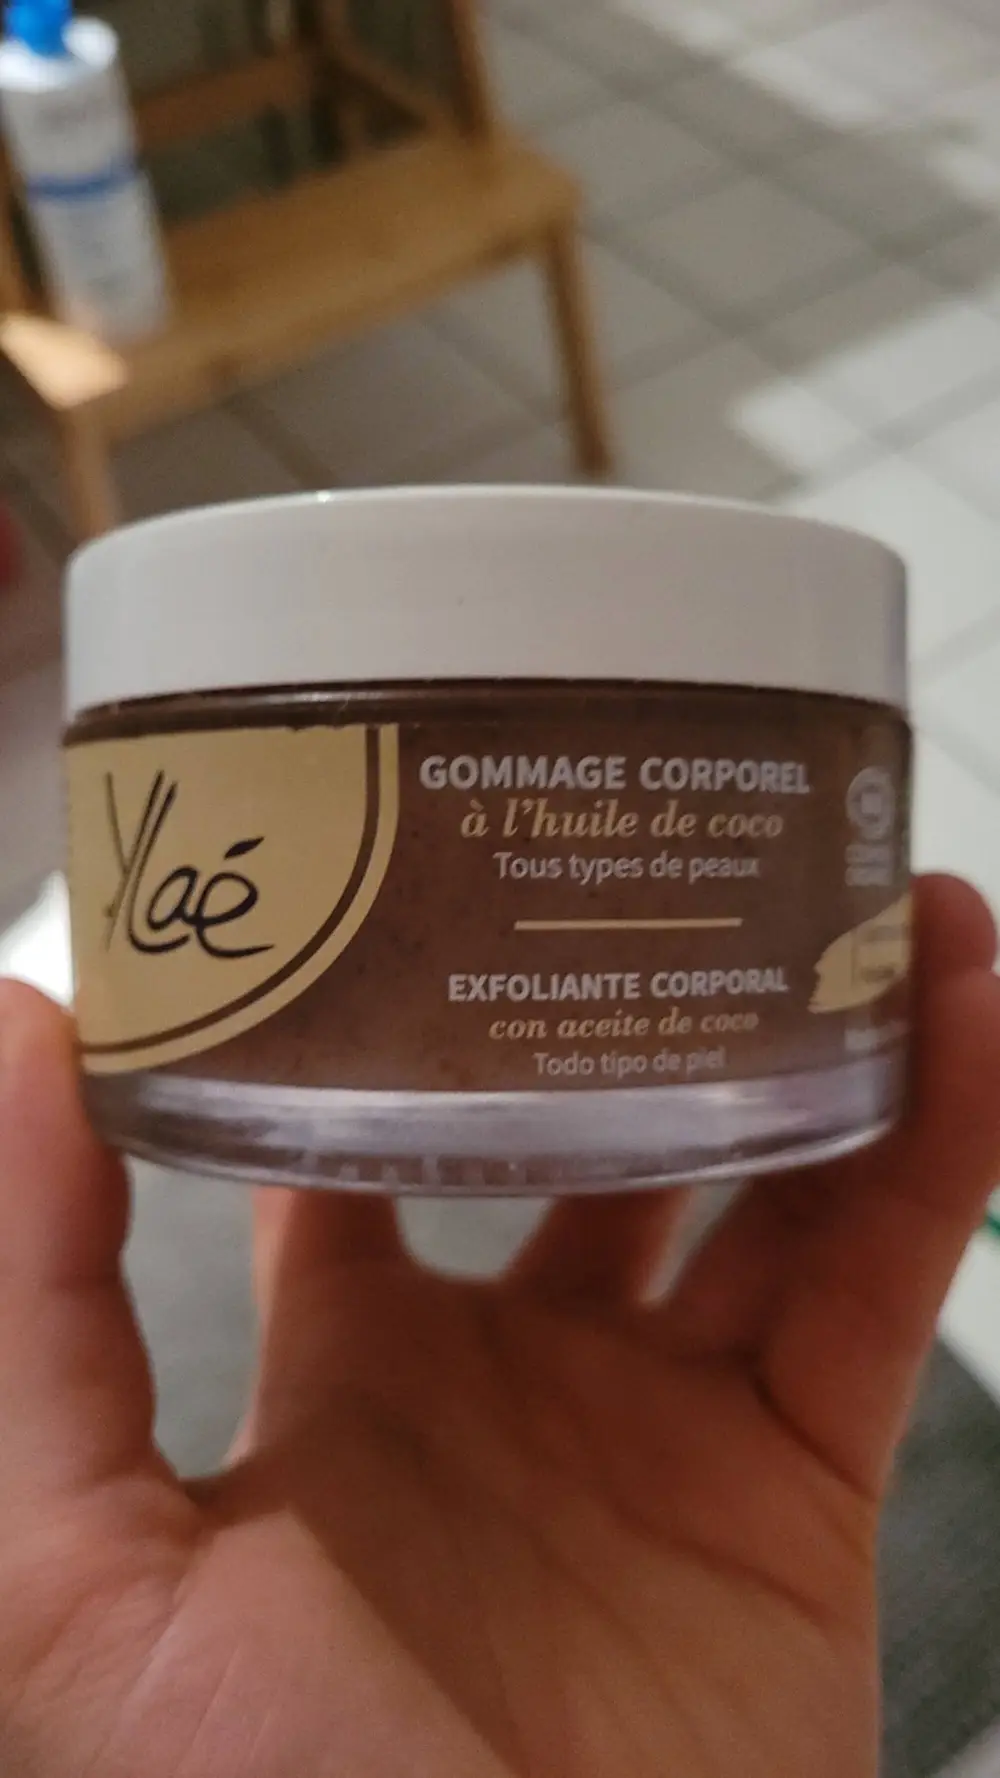 Ylaé
GOMMAGE CORPOREL
à l'huile de coco
Tous types de peaux
EXFOLIANTE CORPORAL
con aceite de coco
Todo tipo de piel